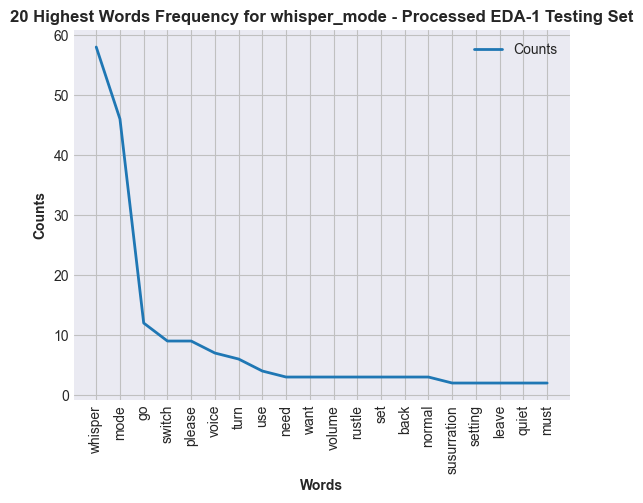 20 Highest Words Frequency for whisper_mode - Processed EDA-1 Testing Set
Counts
60
50
40
30
20
10
0
Counts
whisper
mode
go
switch
please
voice
turn
use
need
want
volume
rustle
set
back
normal
susurration
setting
leave
quiet
must
Words